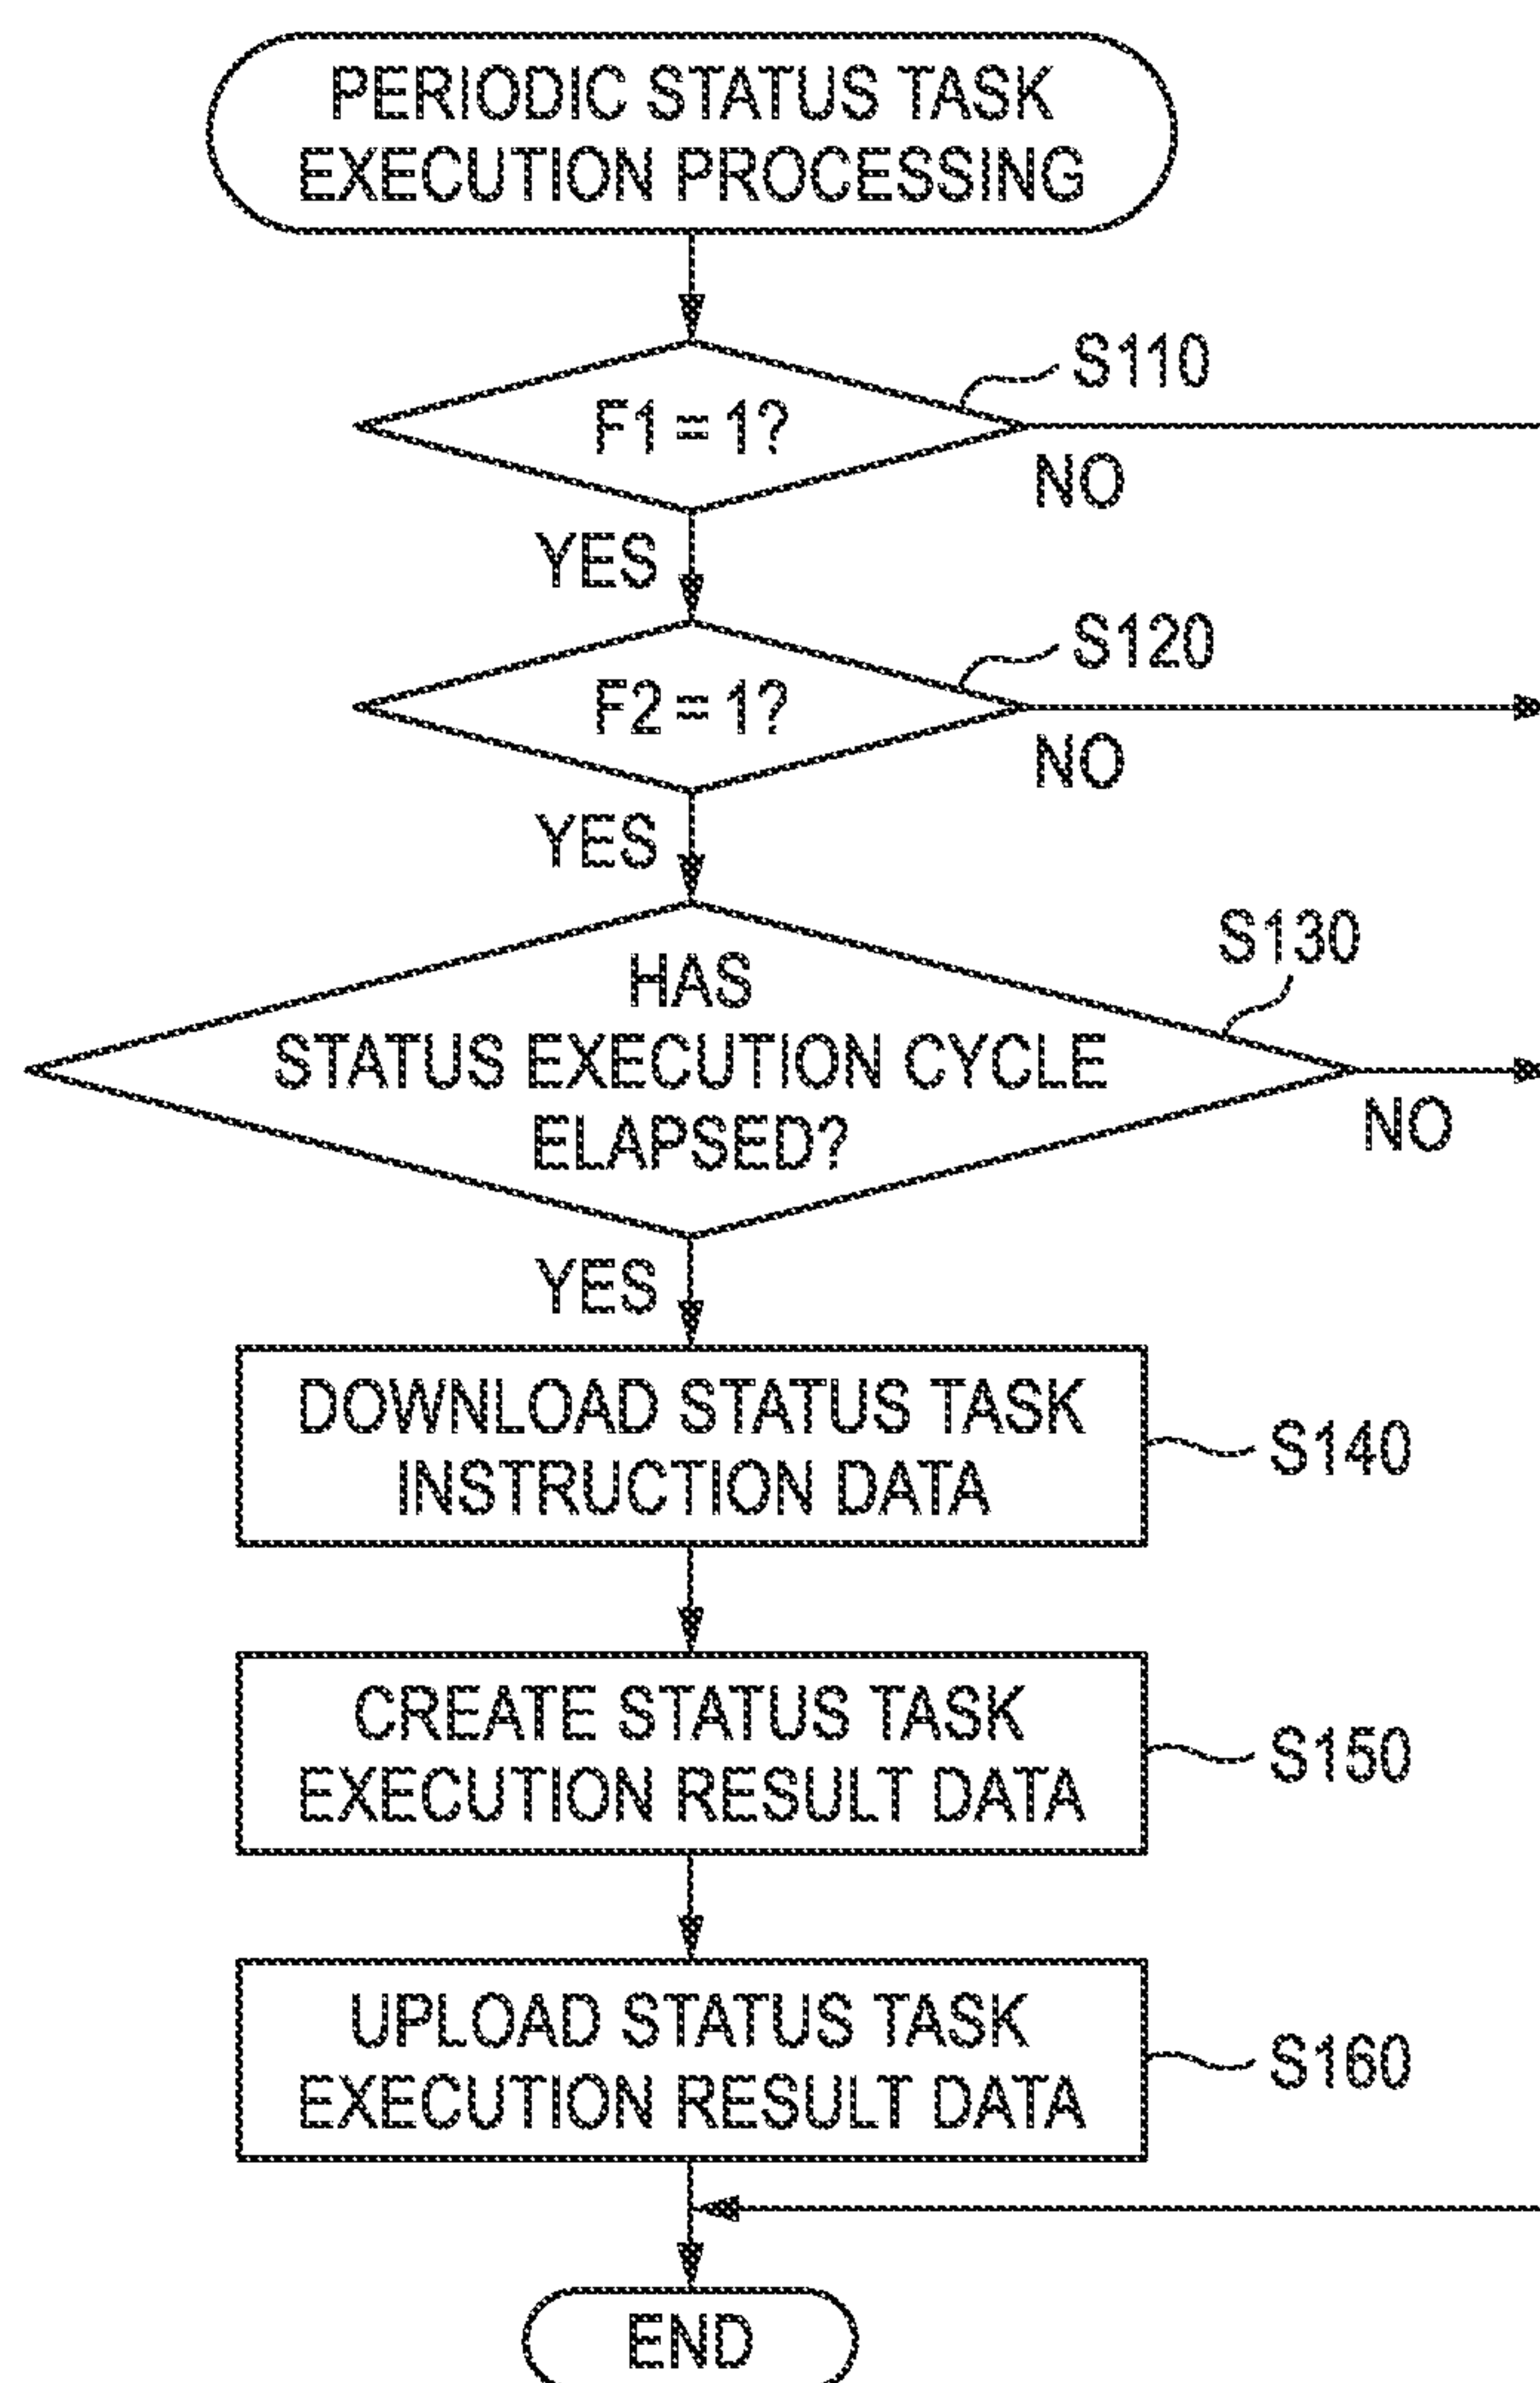 PERIODIC STATUS TASK
EXECUTION PROCESSING
S110
F1 = 1?
NO
YES
S120
F2 = 1?
NO
YES
S130
HAS
STATUS EXECUTION CYCLE
ELAPSED?
NO
YES
DOWNLOAD STATUS TASK
INSTRUCTION DATA
S140
CREATE STATUS TASK
EXECUTION RESULT DATA
S150
UPLOAD STATUS TASK
EXECUTION RESULT DATA
S160
END